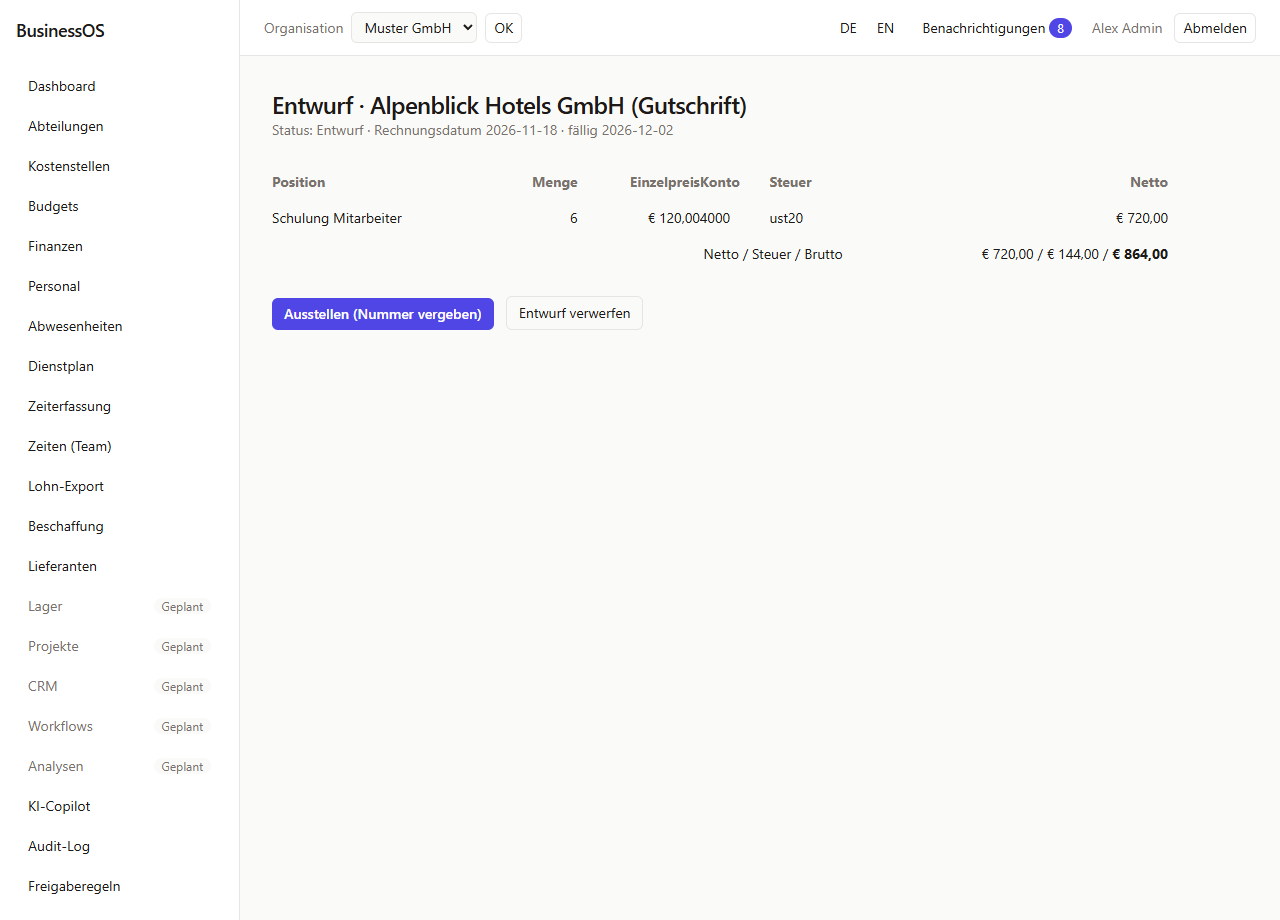 BusinessOS
Organisation Muster GmbH OK DE EN Benachrichtigungen 8 Alex Admin Abmelden
Dashboard
Abteilungen
Kostenstellen
Budgets
Finanzen
Personal
Abwesenheiten
Dienstplan
Zeiterfassung
Zeiten (Team)
Lohn-Export
Beschaffung
Lieferanten
Lager Geplant
Projekte Geplant
CRM Geplant
Workflows Geplant
Analysen Geplant
KI-Copilot
Audit-Log
Freigaberegeln
Entwurf · Alpenblick Hotels GmbH (Gutschrift)
Status: Entwurf · Rechnungsdatum 2026-11-18 · fällig 2026-12-02
Position Menge Einzelpreis Konto Steuer Netto
Schulung Mitarbeiter 6 € 120,00 4000 ust20 € 720,00
Netto / Steuer / Brutto € 720,00 / € 144,00 / € 864,00
Ausstellen (Nummer vergeben) Entwurf verwerfen